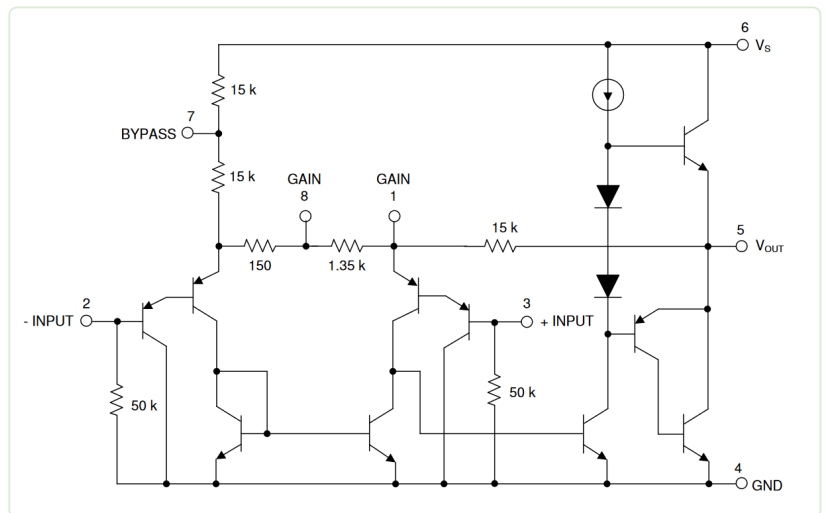 6
Vs
15 k
7
BYPASS
15 k
GAIN
8
GAIN
1
15 k
5
VOUT
150
1.35 k
2
- INPUT
3
+ INPUT
50 k
50 k
4
GND